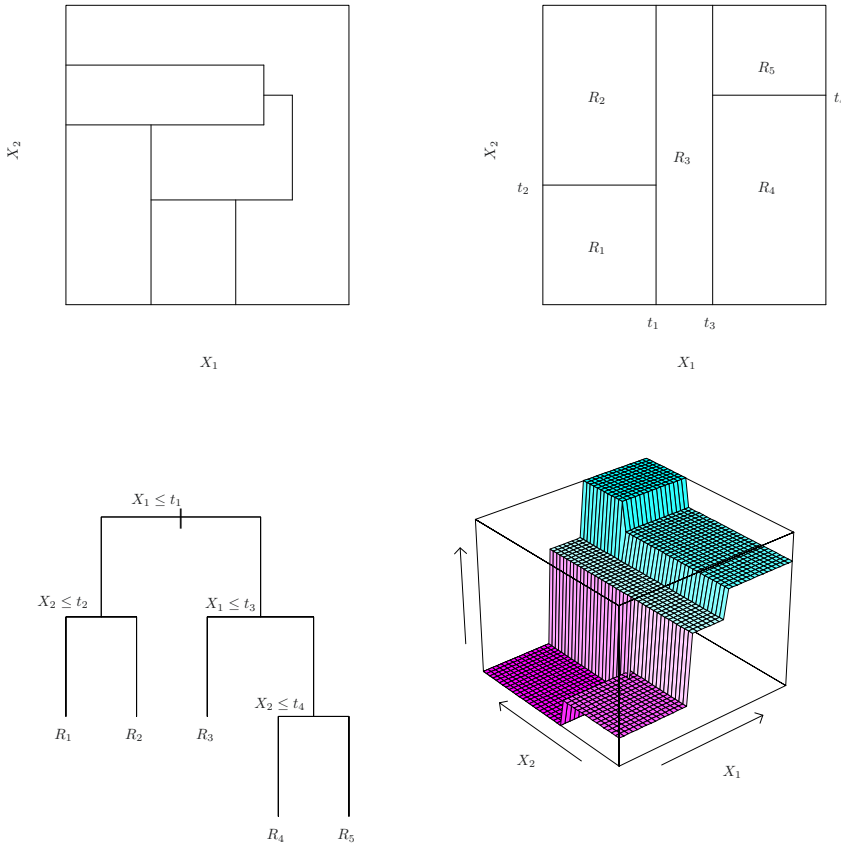 X₂
X₁
X₂
R₂
R₅
R₃
t₂
R₄
R₁
t₁
t₃
X₁
X₁ ≤ t₁
X₂ ≤ t₂
X₁ ≤ t₃
X₂ ≤ t₄
R₁
R₂
R₃
R₄
R₅
X₂
X₁